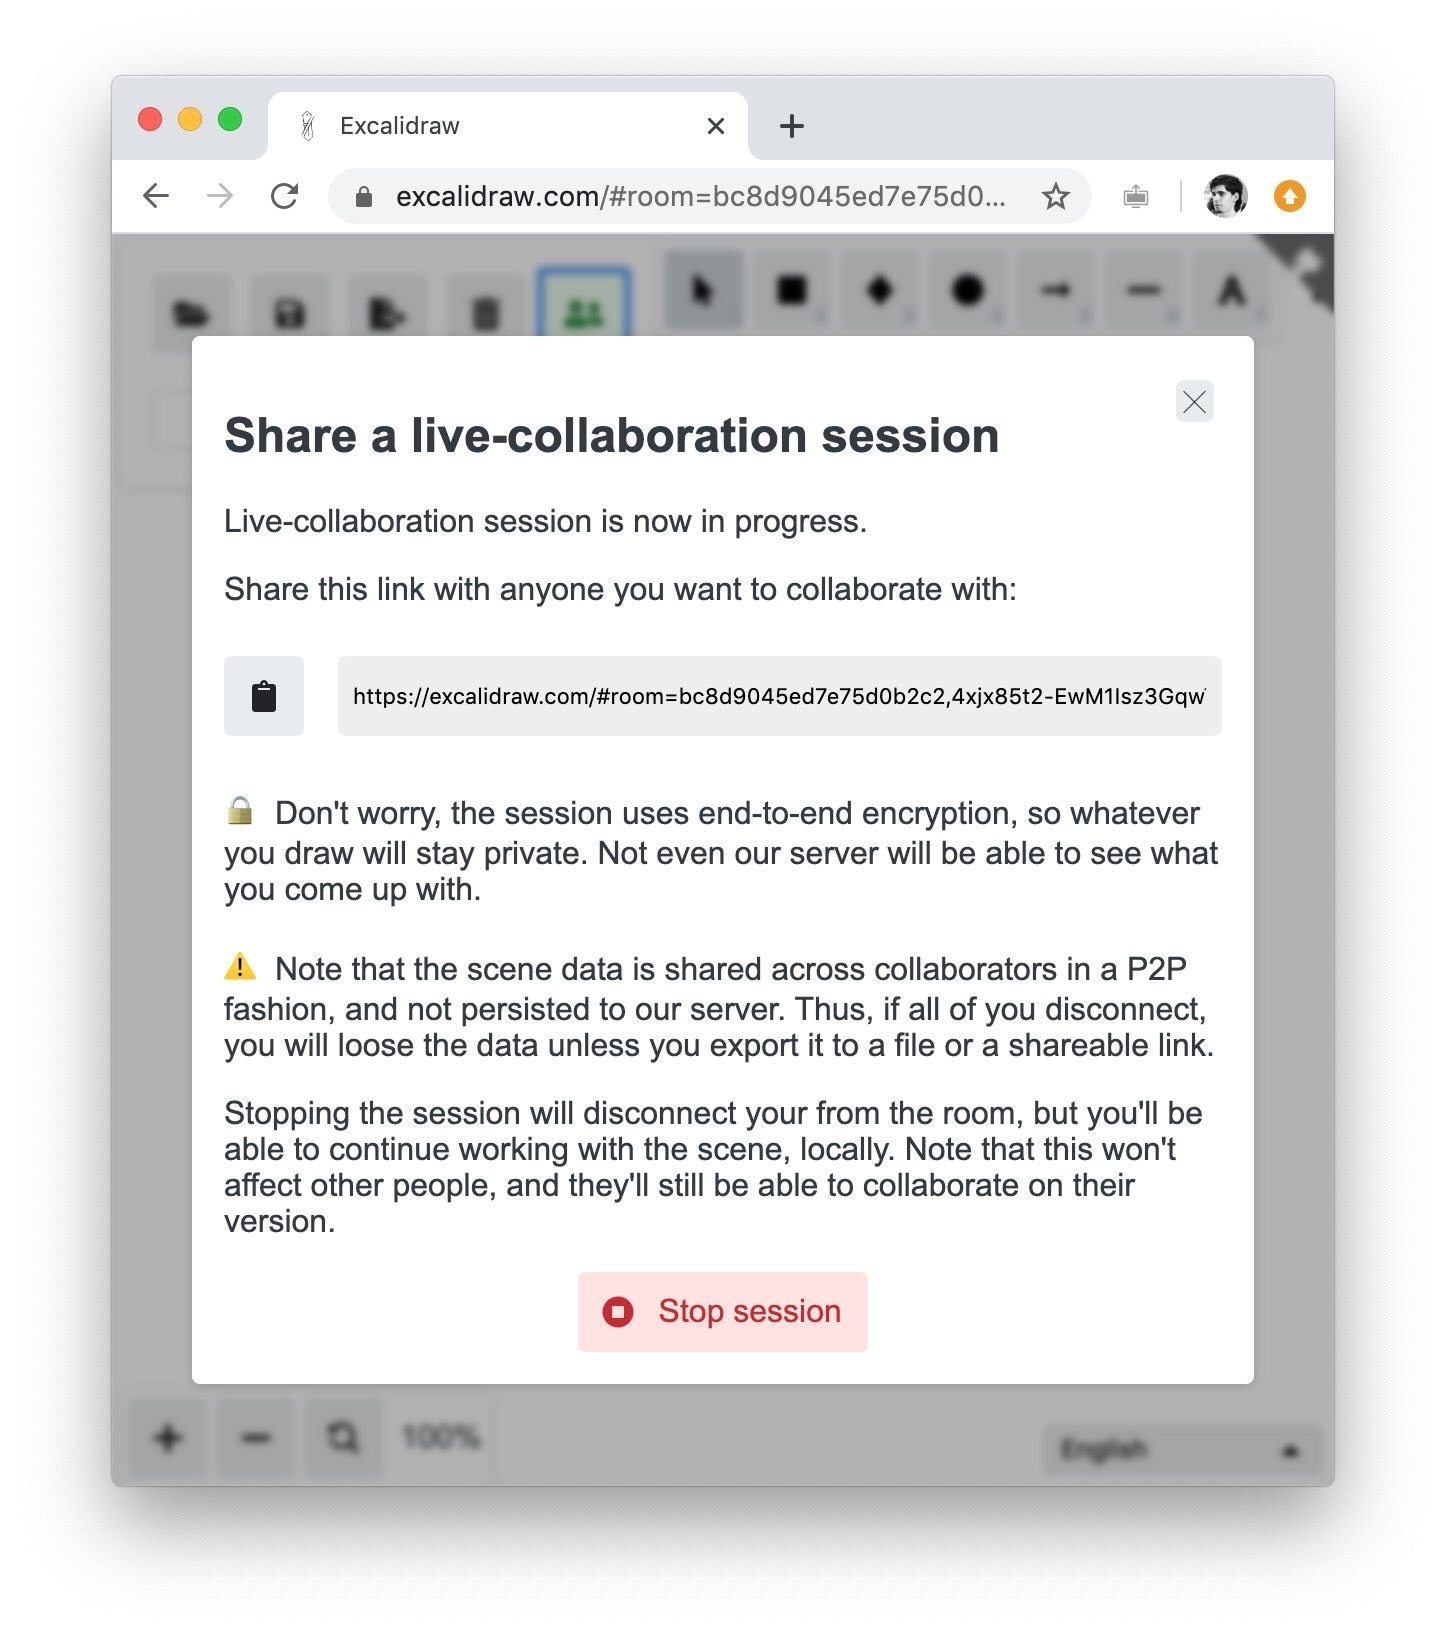 Excalidraw
excalidraw.com/#room=bc8d9045ed7e75d0...
Share a live-collaboration session
Live-collaboration session is now in progress.
Share this link with anyone you want to collaborate with:
https://excalidraw.com/#room=bc8d9045ed7e75d0b2c2,4xjx85t2-EwM1Isz3Gqw
Don't worry, the session uses end-to-end encryption, so whatever
you draw will stay private. Not even our server will be able to see what
you come up with.
Note that the scene data is shared across collaborators in a P2P
fashion, and not persisted to our server. Thus, if all of you disconnect,
you will loose the data unless you export it to a file or a shareable link.
Stopping the session will disconnect your from the room, but you'll be
able to continue working with the scene, locally. Note that this won't
affect other people, and they'll still be able to collaborate on their
version.
Stop session
100%
English